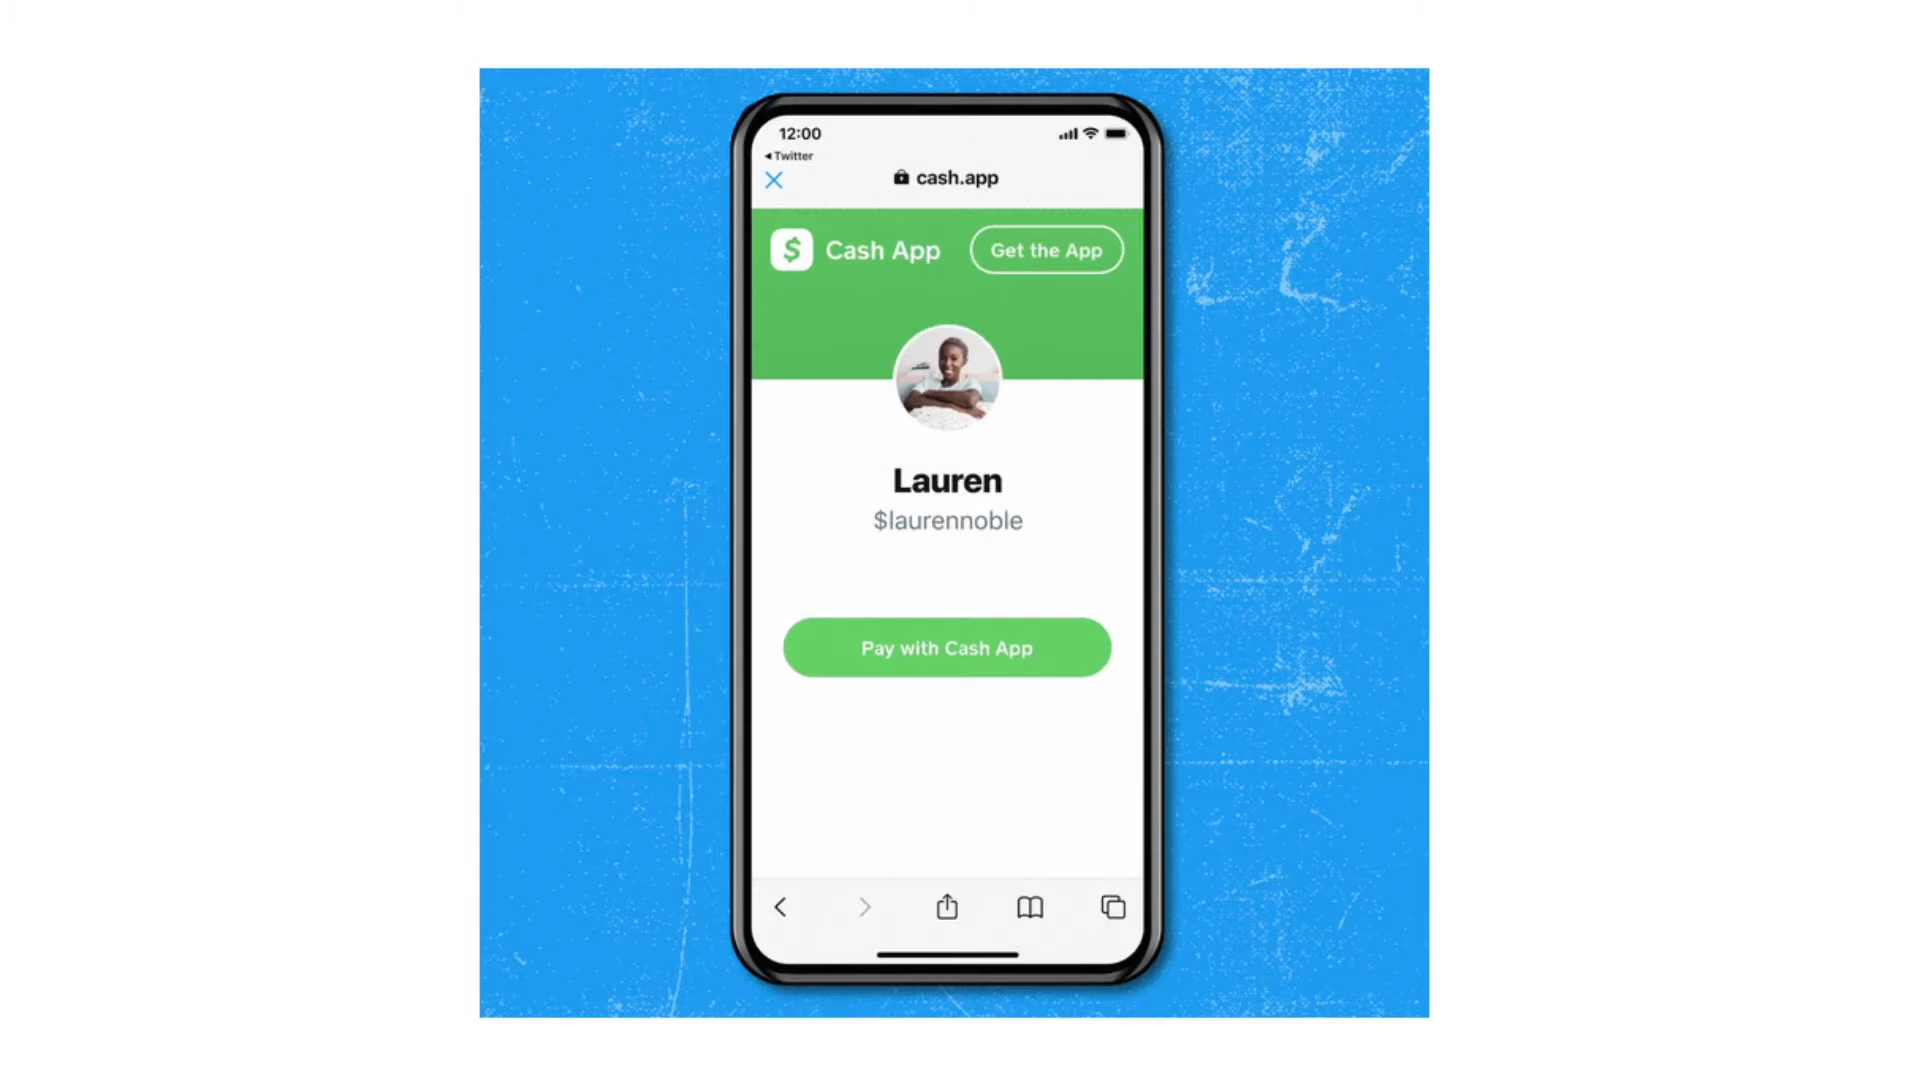 12:00
◂ Twitter
cash.app
$ Cash App
Get the App
Lauren
$laurennoble
Pay with Cash App